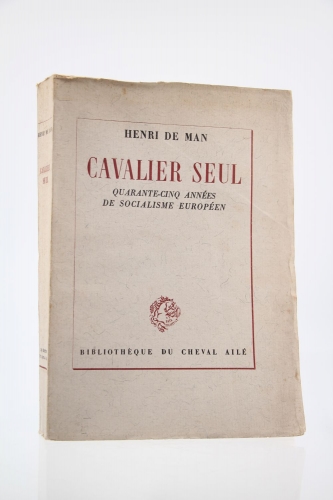 HENRI DE MAN
CAVALIER SEUL
QUARANTE-CINQ ANNÉES
DE SOCIALISME EUROPÉEN
BIBLIOTHÈQUE DU CHEVAL AILÉ